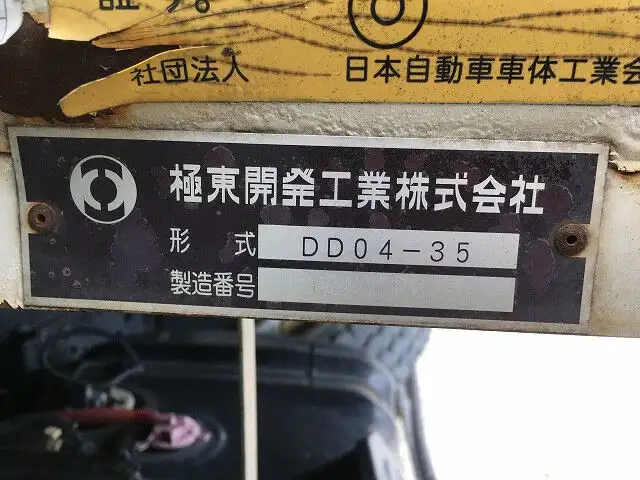 社団法人 日本自動車車体工業会
極東開発工業株式会社
形式 DD04-35
製造番号